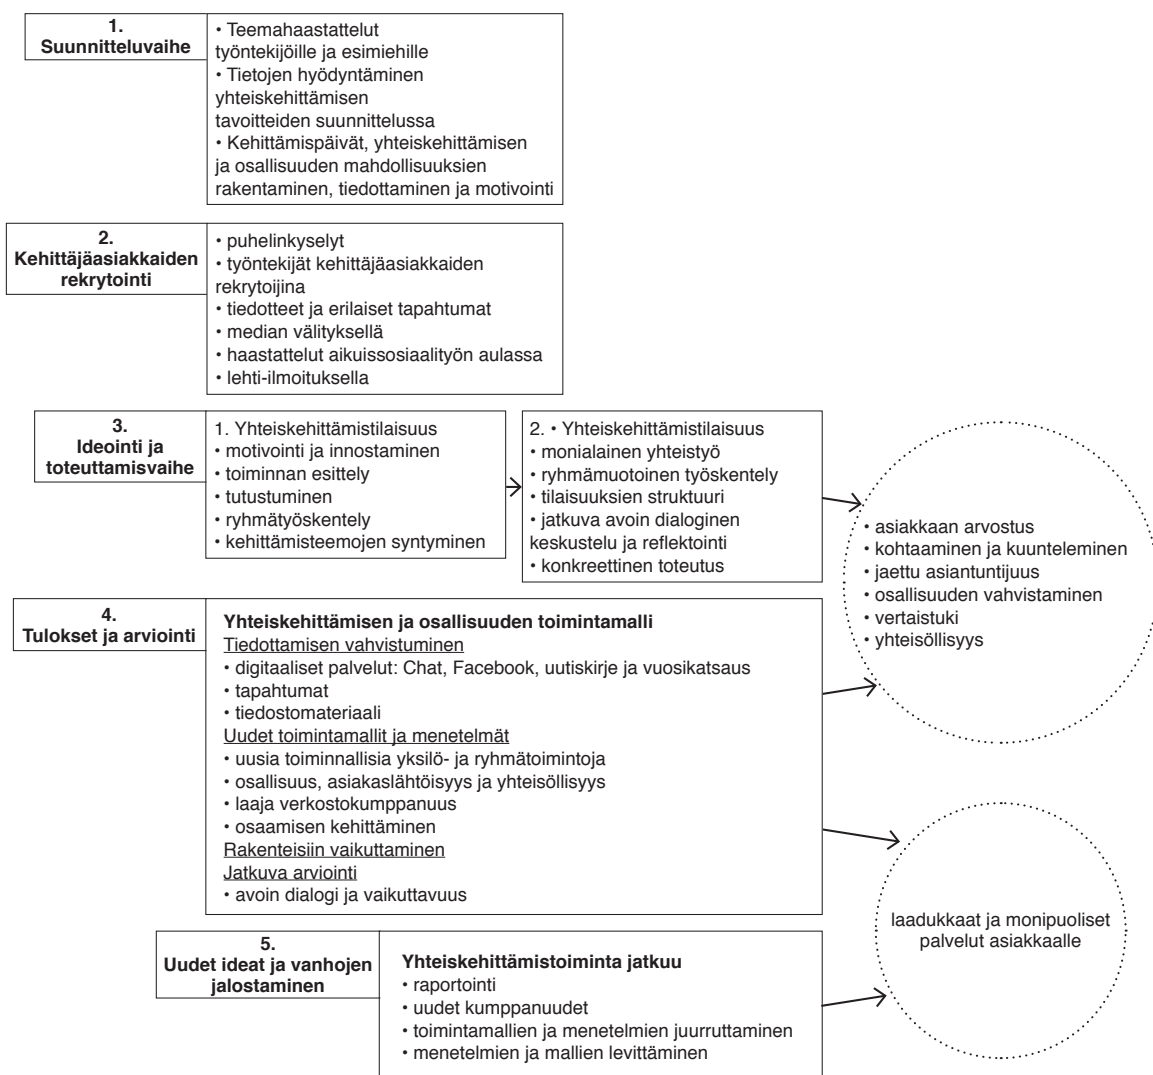 1.
Suunnitteluvaihe
• Teemahaastattelut
työntekijöille ja esimiehille
• Tietojen hyödyntäminen
yhteiskehittämisen
tavoitteiden suunnittelussa
• Kehittämispäivät, yhteiskehittämisen
ja osallisuuden mahdollisuuksien
rakentaminen, tiedottaminen ja motivointi
2.
Kehittäjäasiakkaiden
rekrytointi
• puhelinkyselyt
• työntekijät kehittäjäasiakkaiden
rekrytoijina
• tiedotteet ja erilaiset tapahtumat
• median välityksellä
• haastattelut aikuissosiaalityön aulassa
• lehti-ilmoituksella
3.
Ideointi ja
toteuttamisvaihe
1. Yhteiskehittämistilaisuus
• motivointi ja innostaminen
• toiminnan esittely
• tutustuminen
• ryhmätyöskentely
• kehittämisteemojen syntyminen
2. • Yhteiskehittämistilaisuus
• monialainen yhteistyö
• ryhmämuotoinen työskentely
• tilaisuuksien struktuuri
• jatkuva avoin dialoginen
keskustelu ja reflektointi
• konkreettinen toteutus
• asiakkaan arvostus
• kohtaaminen ja kuunteleminen
• jaettu asiantuntijuus
• osallisuuden vahvistaminen
• vertaistuki
• yhteisöllisyys
4.
Tulokset ja arviointi
Yhteiskehittämisen ja osallisuuden toimintamalli
Tiedottamisen vahvistuminen
• digitaaliset palvelut: Chat, Facebook, uutiskirje ja vuosikatsaus
• tapahtumat
• tiedostomateriaali
Uudet toimintamallit ja menetelmät
• uusia toiminnallisia yksilö- ja ryhmätoimintoja
• osallisuus, asiakaslähtöisyys ja yhteisöllisyys
• laaja verkostokumppanuus
• osaamisen kehittäminen
Rakenteisiin vaikuttaminen
Jatkuva arviointi
• avoin dialogi ja vaikuttavuus
laadukkaat ja monipuoliset
palvelut asiakkaalle
5.
Uudet ideat ja vanhojen
jalostaminen
Yhteiskehittämistoiminta jatkuu
• raportointi
• uudet kumppanuudet
• toimintamallien ja menetelmien juurruttaminen
• menetelmien ja mallien levittäminen